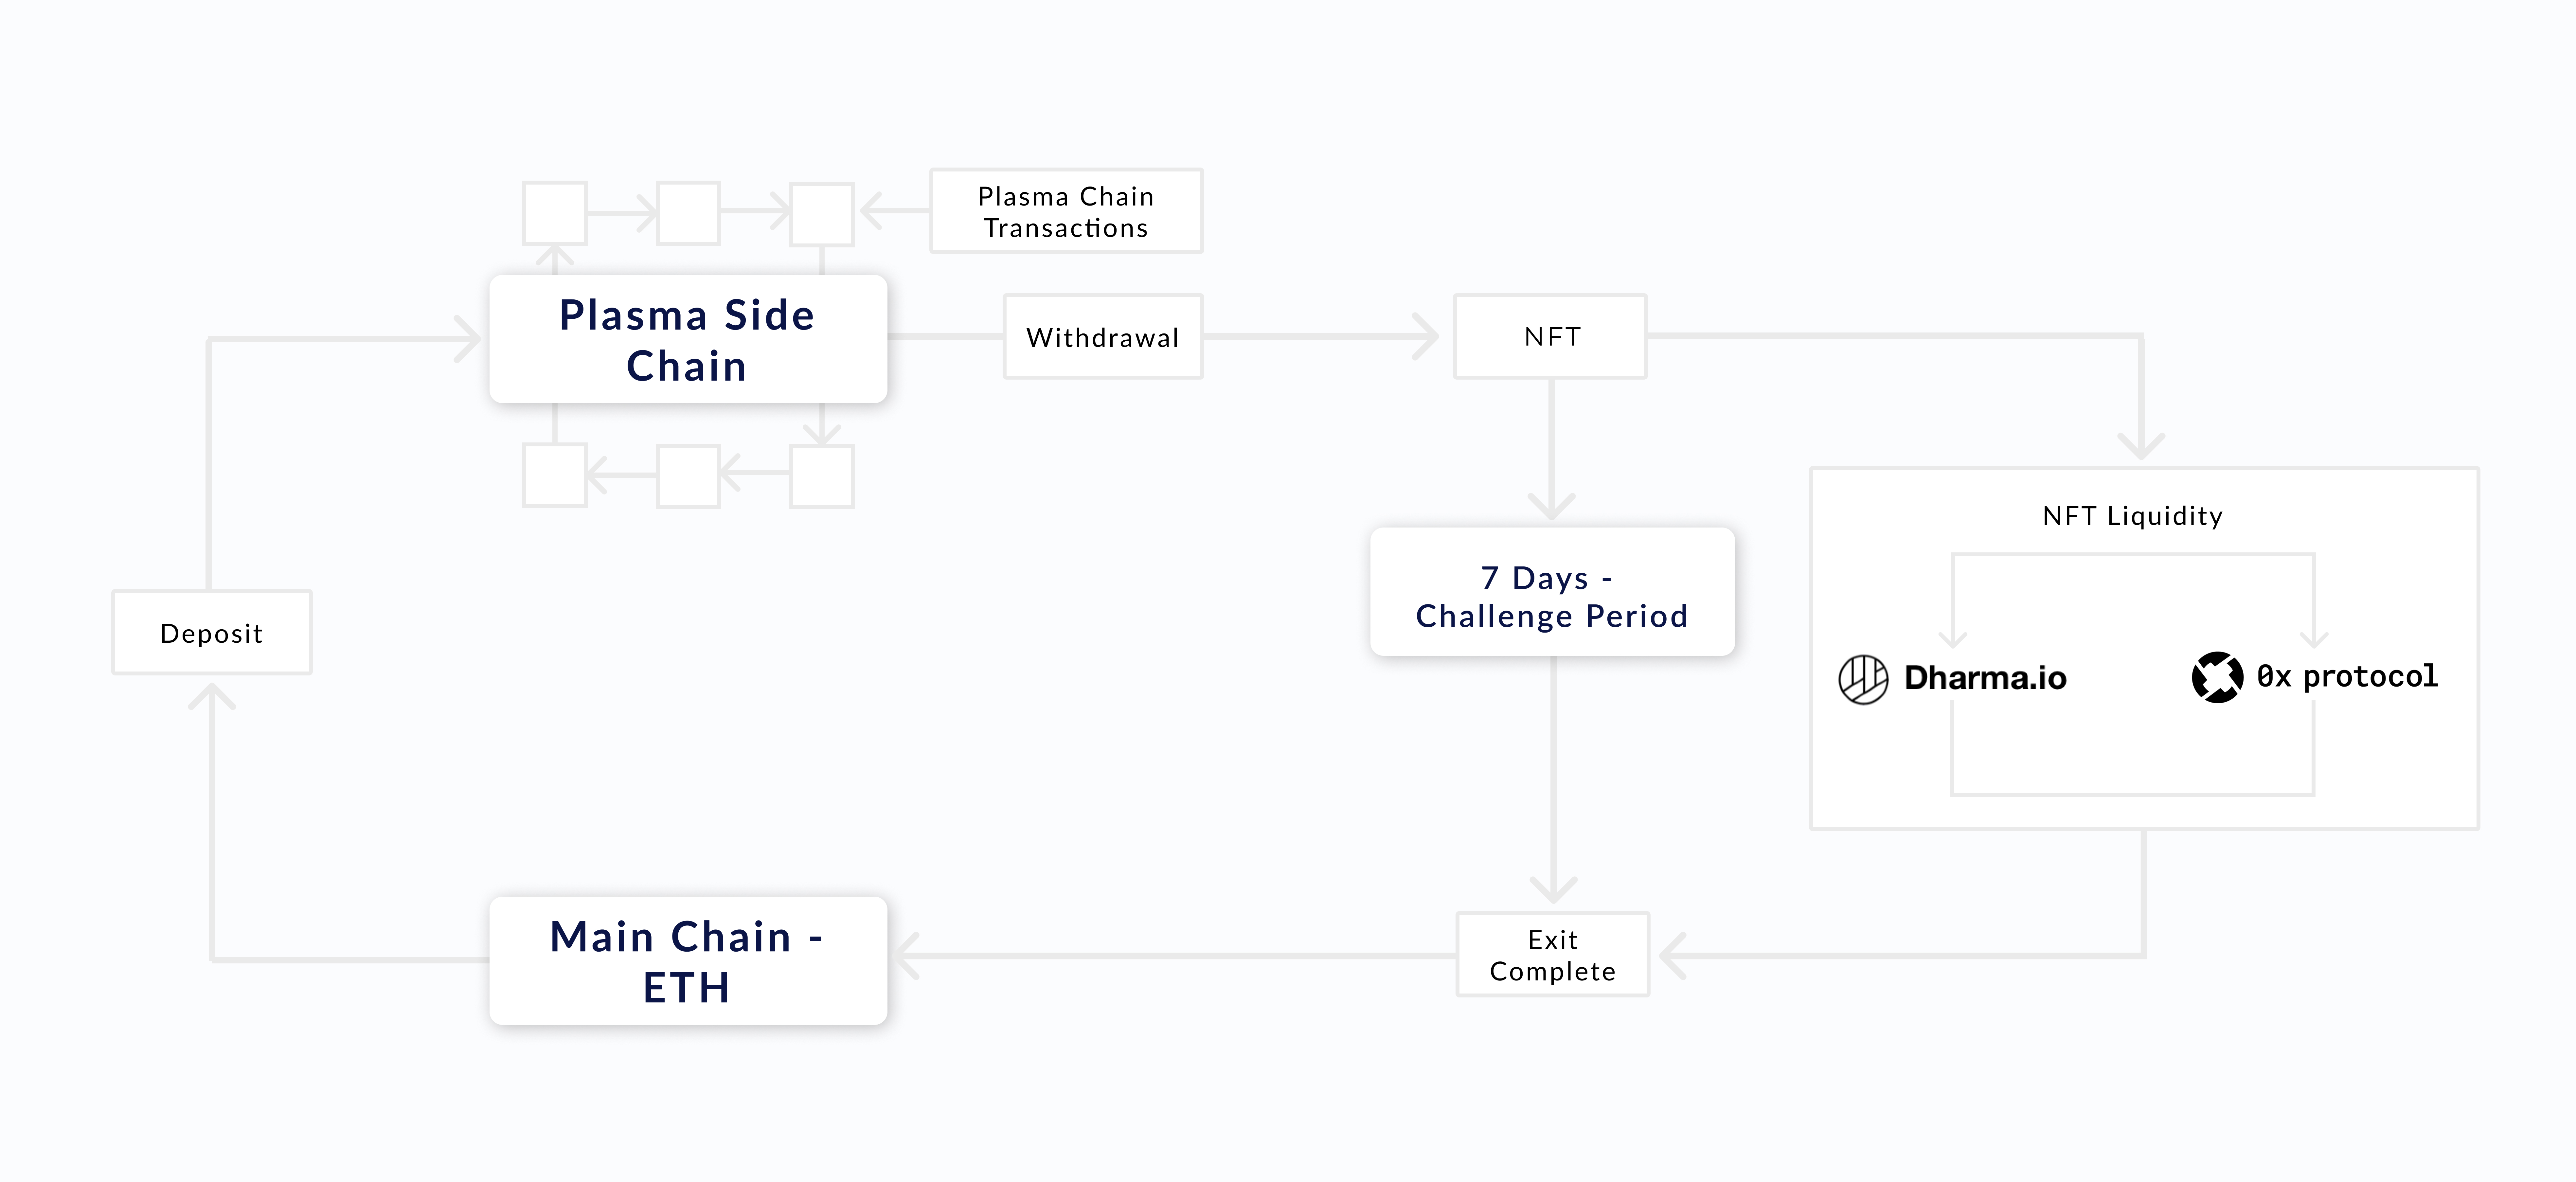 Plasma Chain
Transactions
Plasma Side
Chain
Withdrawal
NFT
NFT Liquidity
7 Days -
Challenge Period
Deposit
Dharma.io
0x protocol
Main Chain -
ETH
Exit
Complete